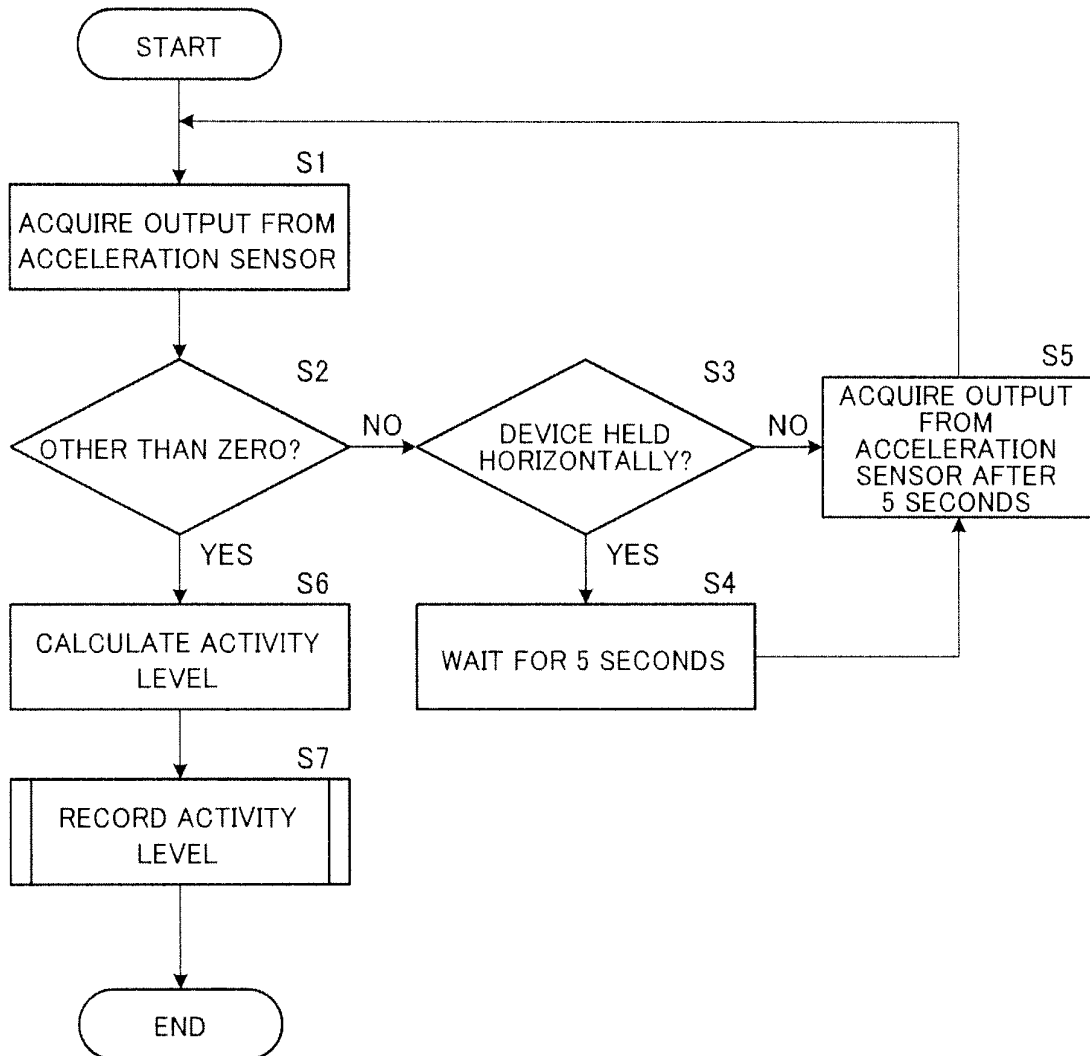 START
S1
ACQUIRE OUTPUT FROM
ACCELERATION SENSOR
S2
OTHER THAN ZERO?
NO
YES
S3
DEVICE HELD
HORIZONTALLY?
NO
YES
S5
ACQUIRE OUTPUT
FROM
ACCELERATION
SENSOR AFTER
5 SECONDS
S4
WAIT FOR 5 SECONDS
S6
CALCULATE ACTIVITY
LEVEL
S7
RECORD ACTIVITY
LEVEL
END